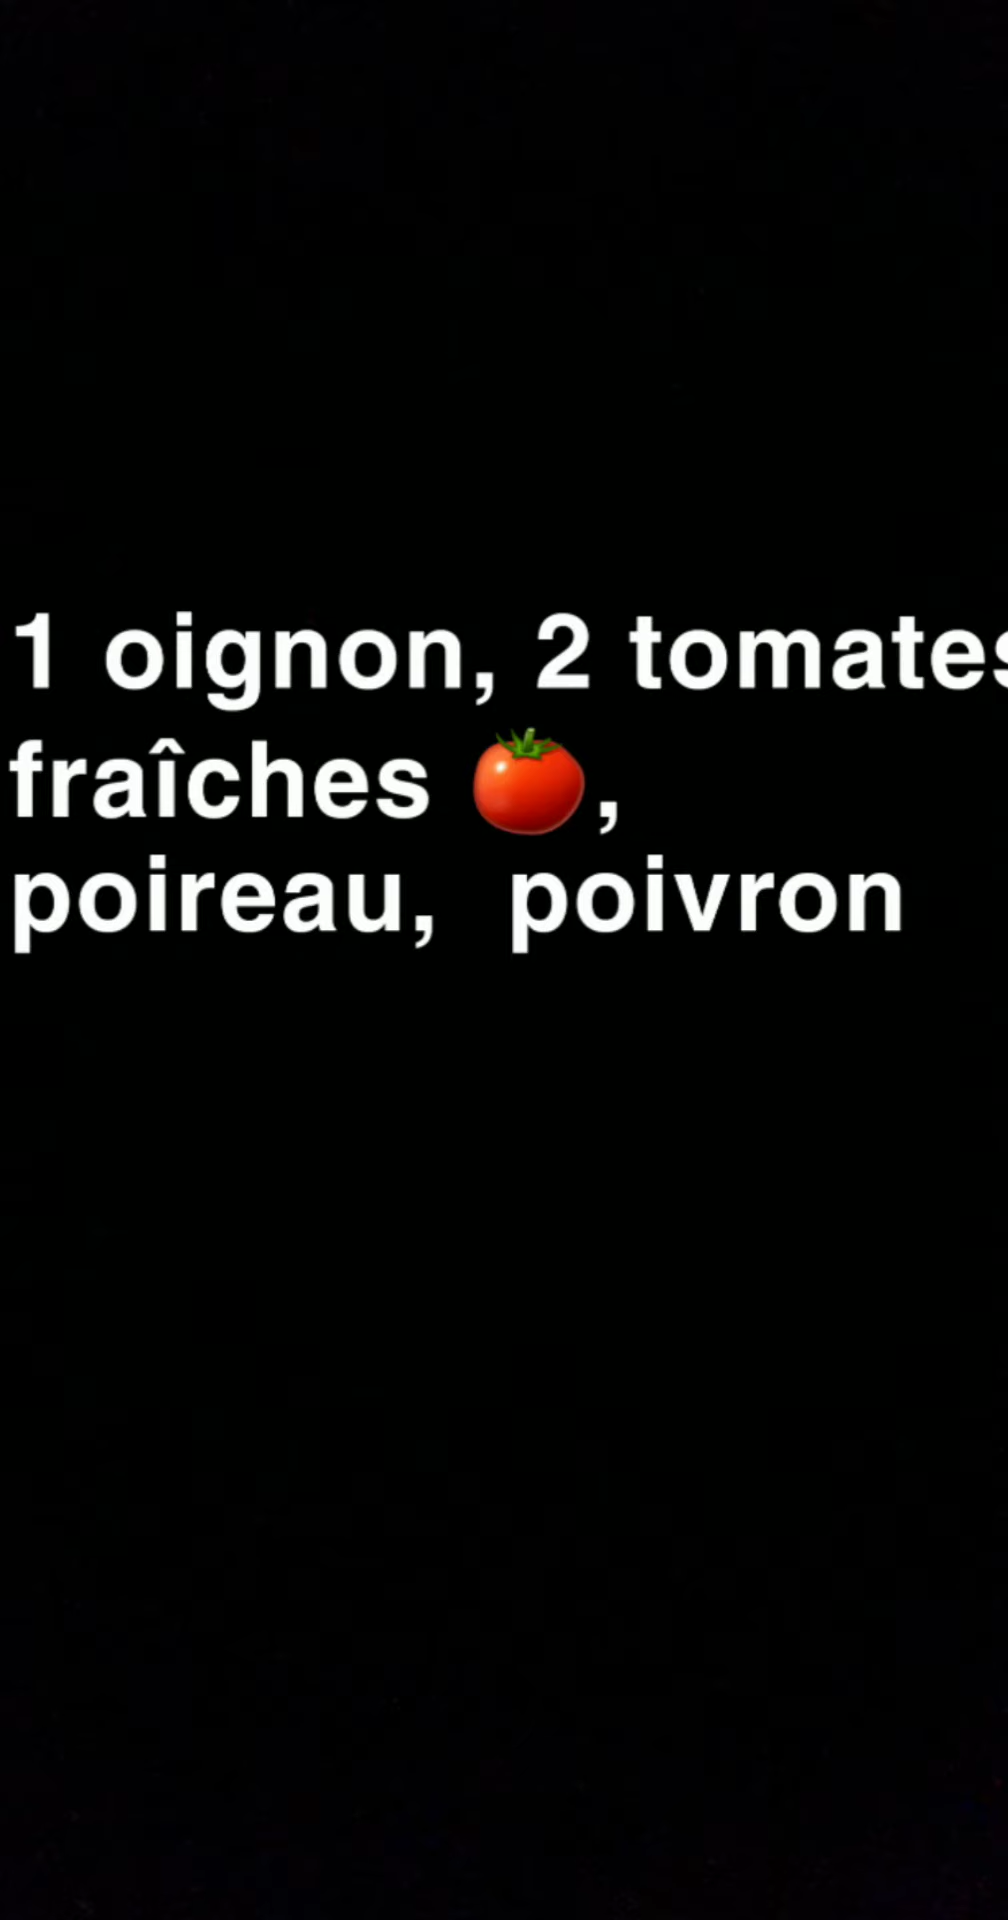 1 oignon, 2 tomates
fraîches 🍅,
poireau,  poivron